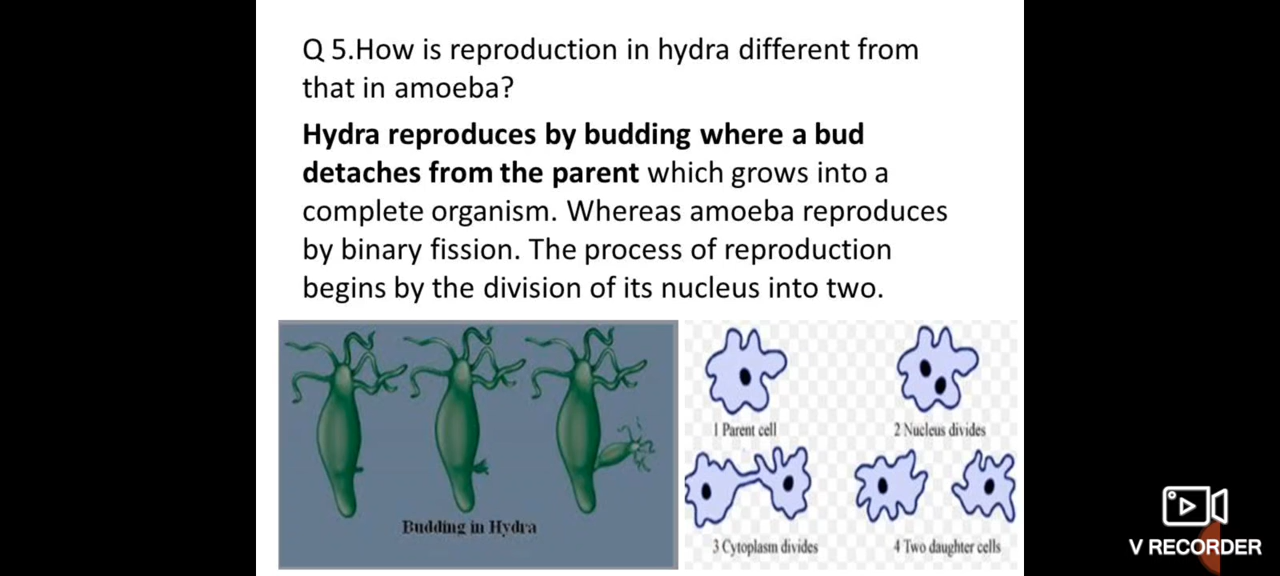 Q 5.How is reproduction in hydra different from
that in amoeba?
Hydra reproduces by budding where a bud
detaches from the parent which grows into a
complete organism. Whereas amoeba reproduces
by binary fission. The process of reproduction
begins by the division of its nucleus into two.
1 Parent cell
2 Nucleus divides
Budding in Hydra
3 Cytoplasm divides
4 Two daughter cells
V RECORDER